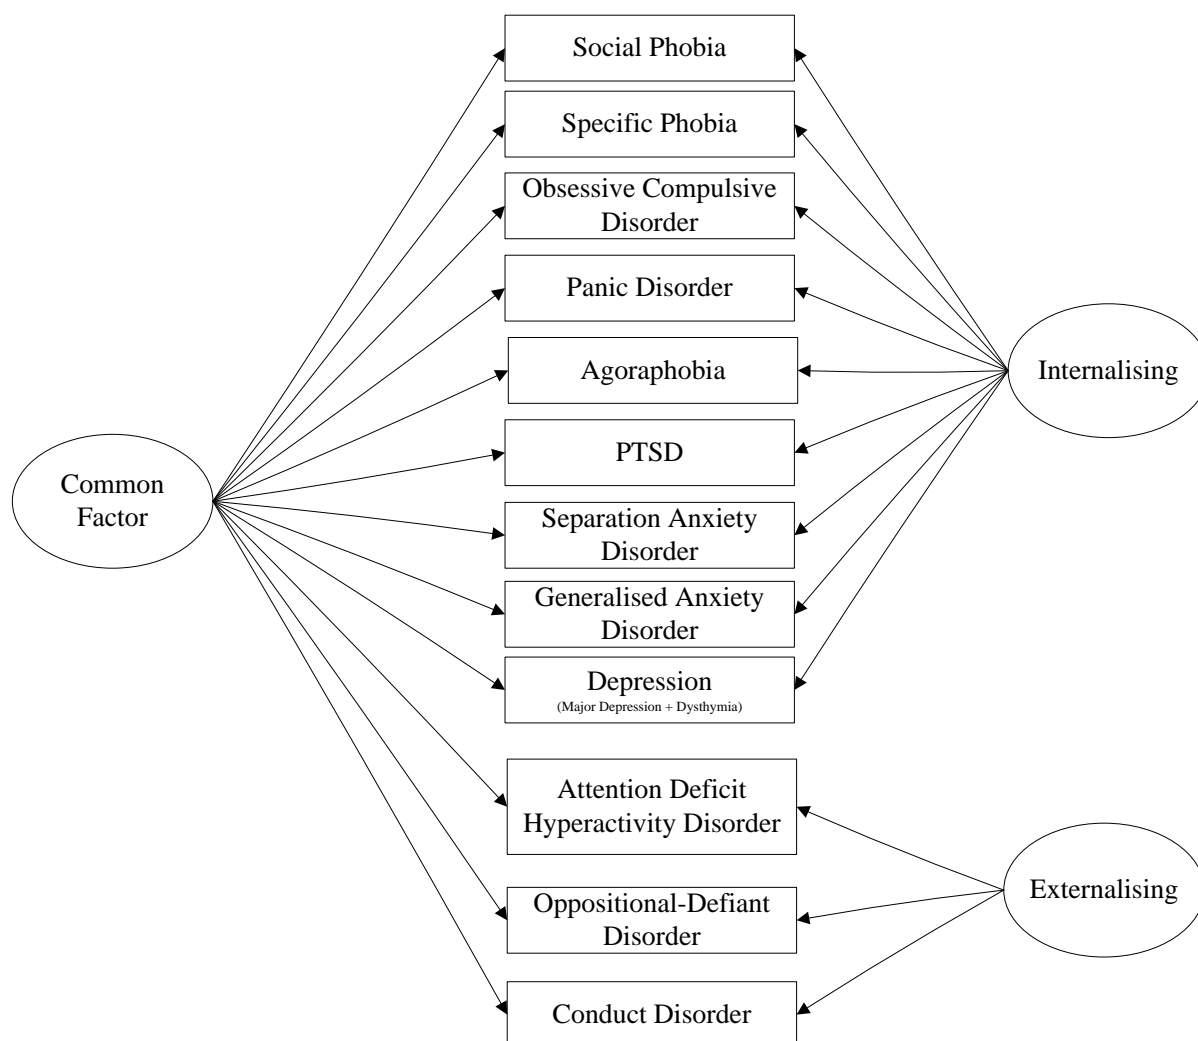 Social Phobia
Specific Phobia
Obsessive Compulsive
Disorder
Panic Disorder
Agoraphobia
Internalising
PTSD
Common
Factor
Separation Anxiety
Disorder
Generalised Anxiety
Disorder
Depression
(Major Depression + Dysthymia)
Attention Deficit
Hyperactivity Disorder
Externalising
Oppositional-Defiant
Disorder
Conduct Disorder